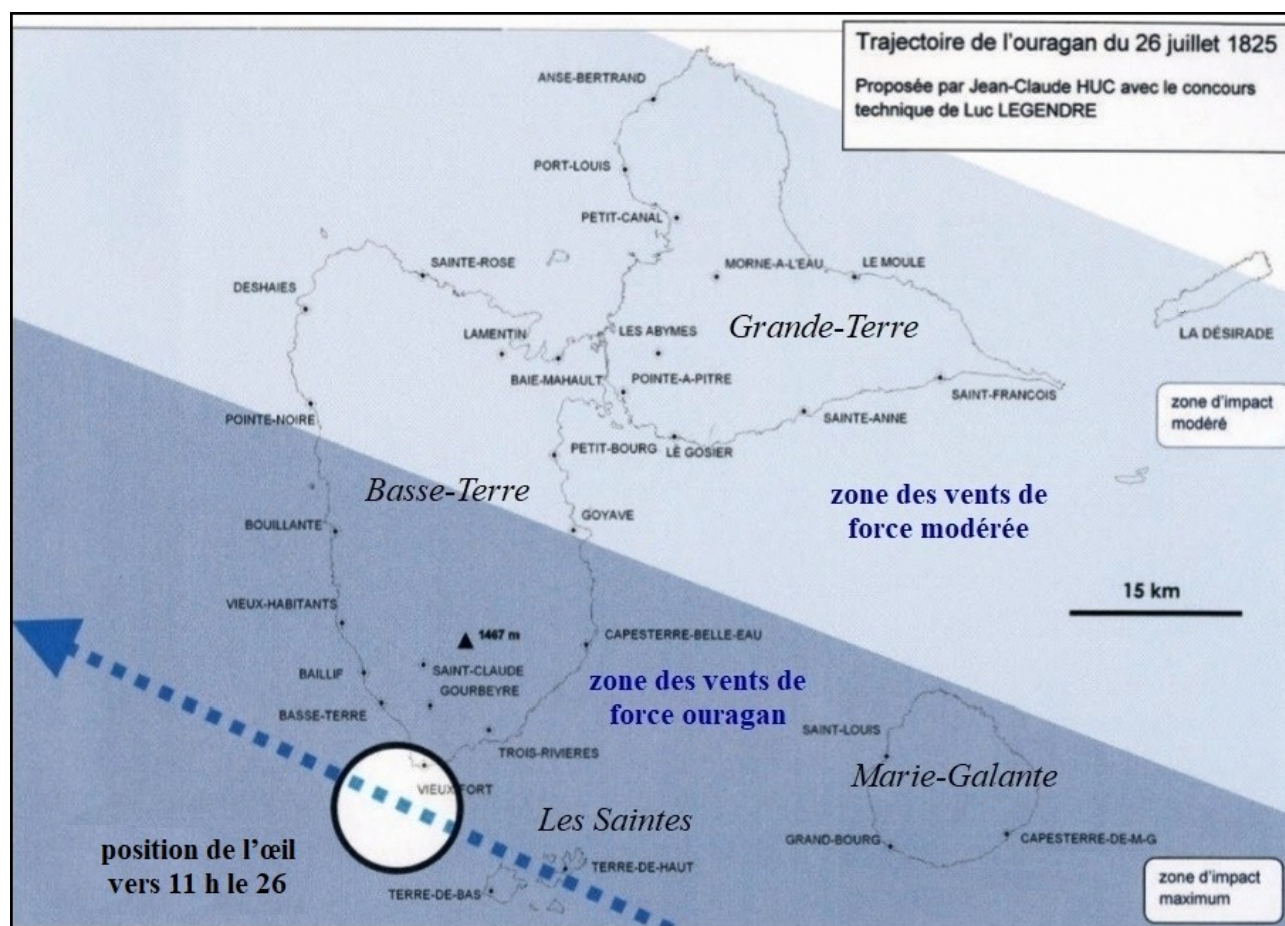 Trajectoire de l'ouragan du 26 juillet 1825
Proposée par Jean-Claude HUC avec le concours
technique de Luc LEGENDRE
ANSE-BERTRAND
PORT-LOUIS
PETIT-CANAL
SAINTE-ROSE
MORNE-A-L'EAU
LE MOULE
DESHAIES
LAMENTIN
LES ABYMES
Grande-Terre
LA DÉSIRADE
BAIE-MAHAULT
POINTE-A-PITRE
SAINT-FRANCOIS
zone d'impact
modéré
POINTE-NOIRE
SAINTE-ANNE
PETIT-BOURG
LE GOSIER
Basse-Terre
zone des vents de
force modérée
GOYAVE
BOUILLANTE
15 km
VIEUX-HABITANTS
1467 m
CAPESTERRE-BELLE-EAU
BAILLIF
SAINT-CLAUDE
GOURBEYRE
zone des vents de
force ouragan
BASSE-TERRE
SAINT-LOUIS
TROIS-RIVIERES
VIEUX-FORT
Marie-Galante
Les Saintes
GRAND-BOURG
CAPESTERRE-DE-M-G
position de l'œil
vers 11 h le 26
TERRE-DE-HAUT
TERRE-DE-BAS
zone d'impact
maximum